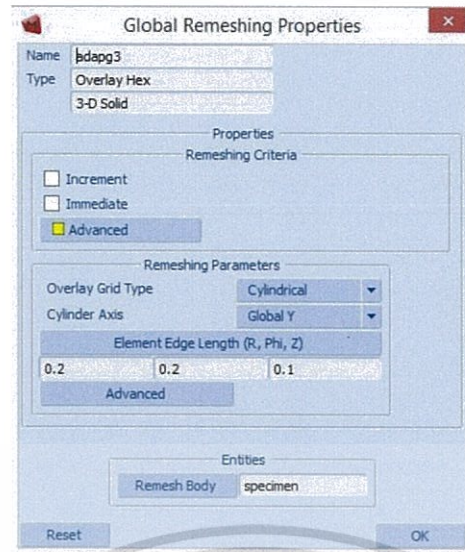 Global Remeshing Properties
Name adapg3
Type Overlay Hex
3-D Solid
Properties
Remeshing Criteria
Increment
Immediate
Advanced
Remeshing Parameters
Overlay Grid Type Cylindrical
Cylinder Axis Global Y
Element Edge Length (R, Phi, Z)
0.2 0.2 0.1
Advanced
Entities
Remesh Body specimen
Reset OK